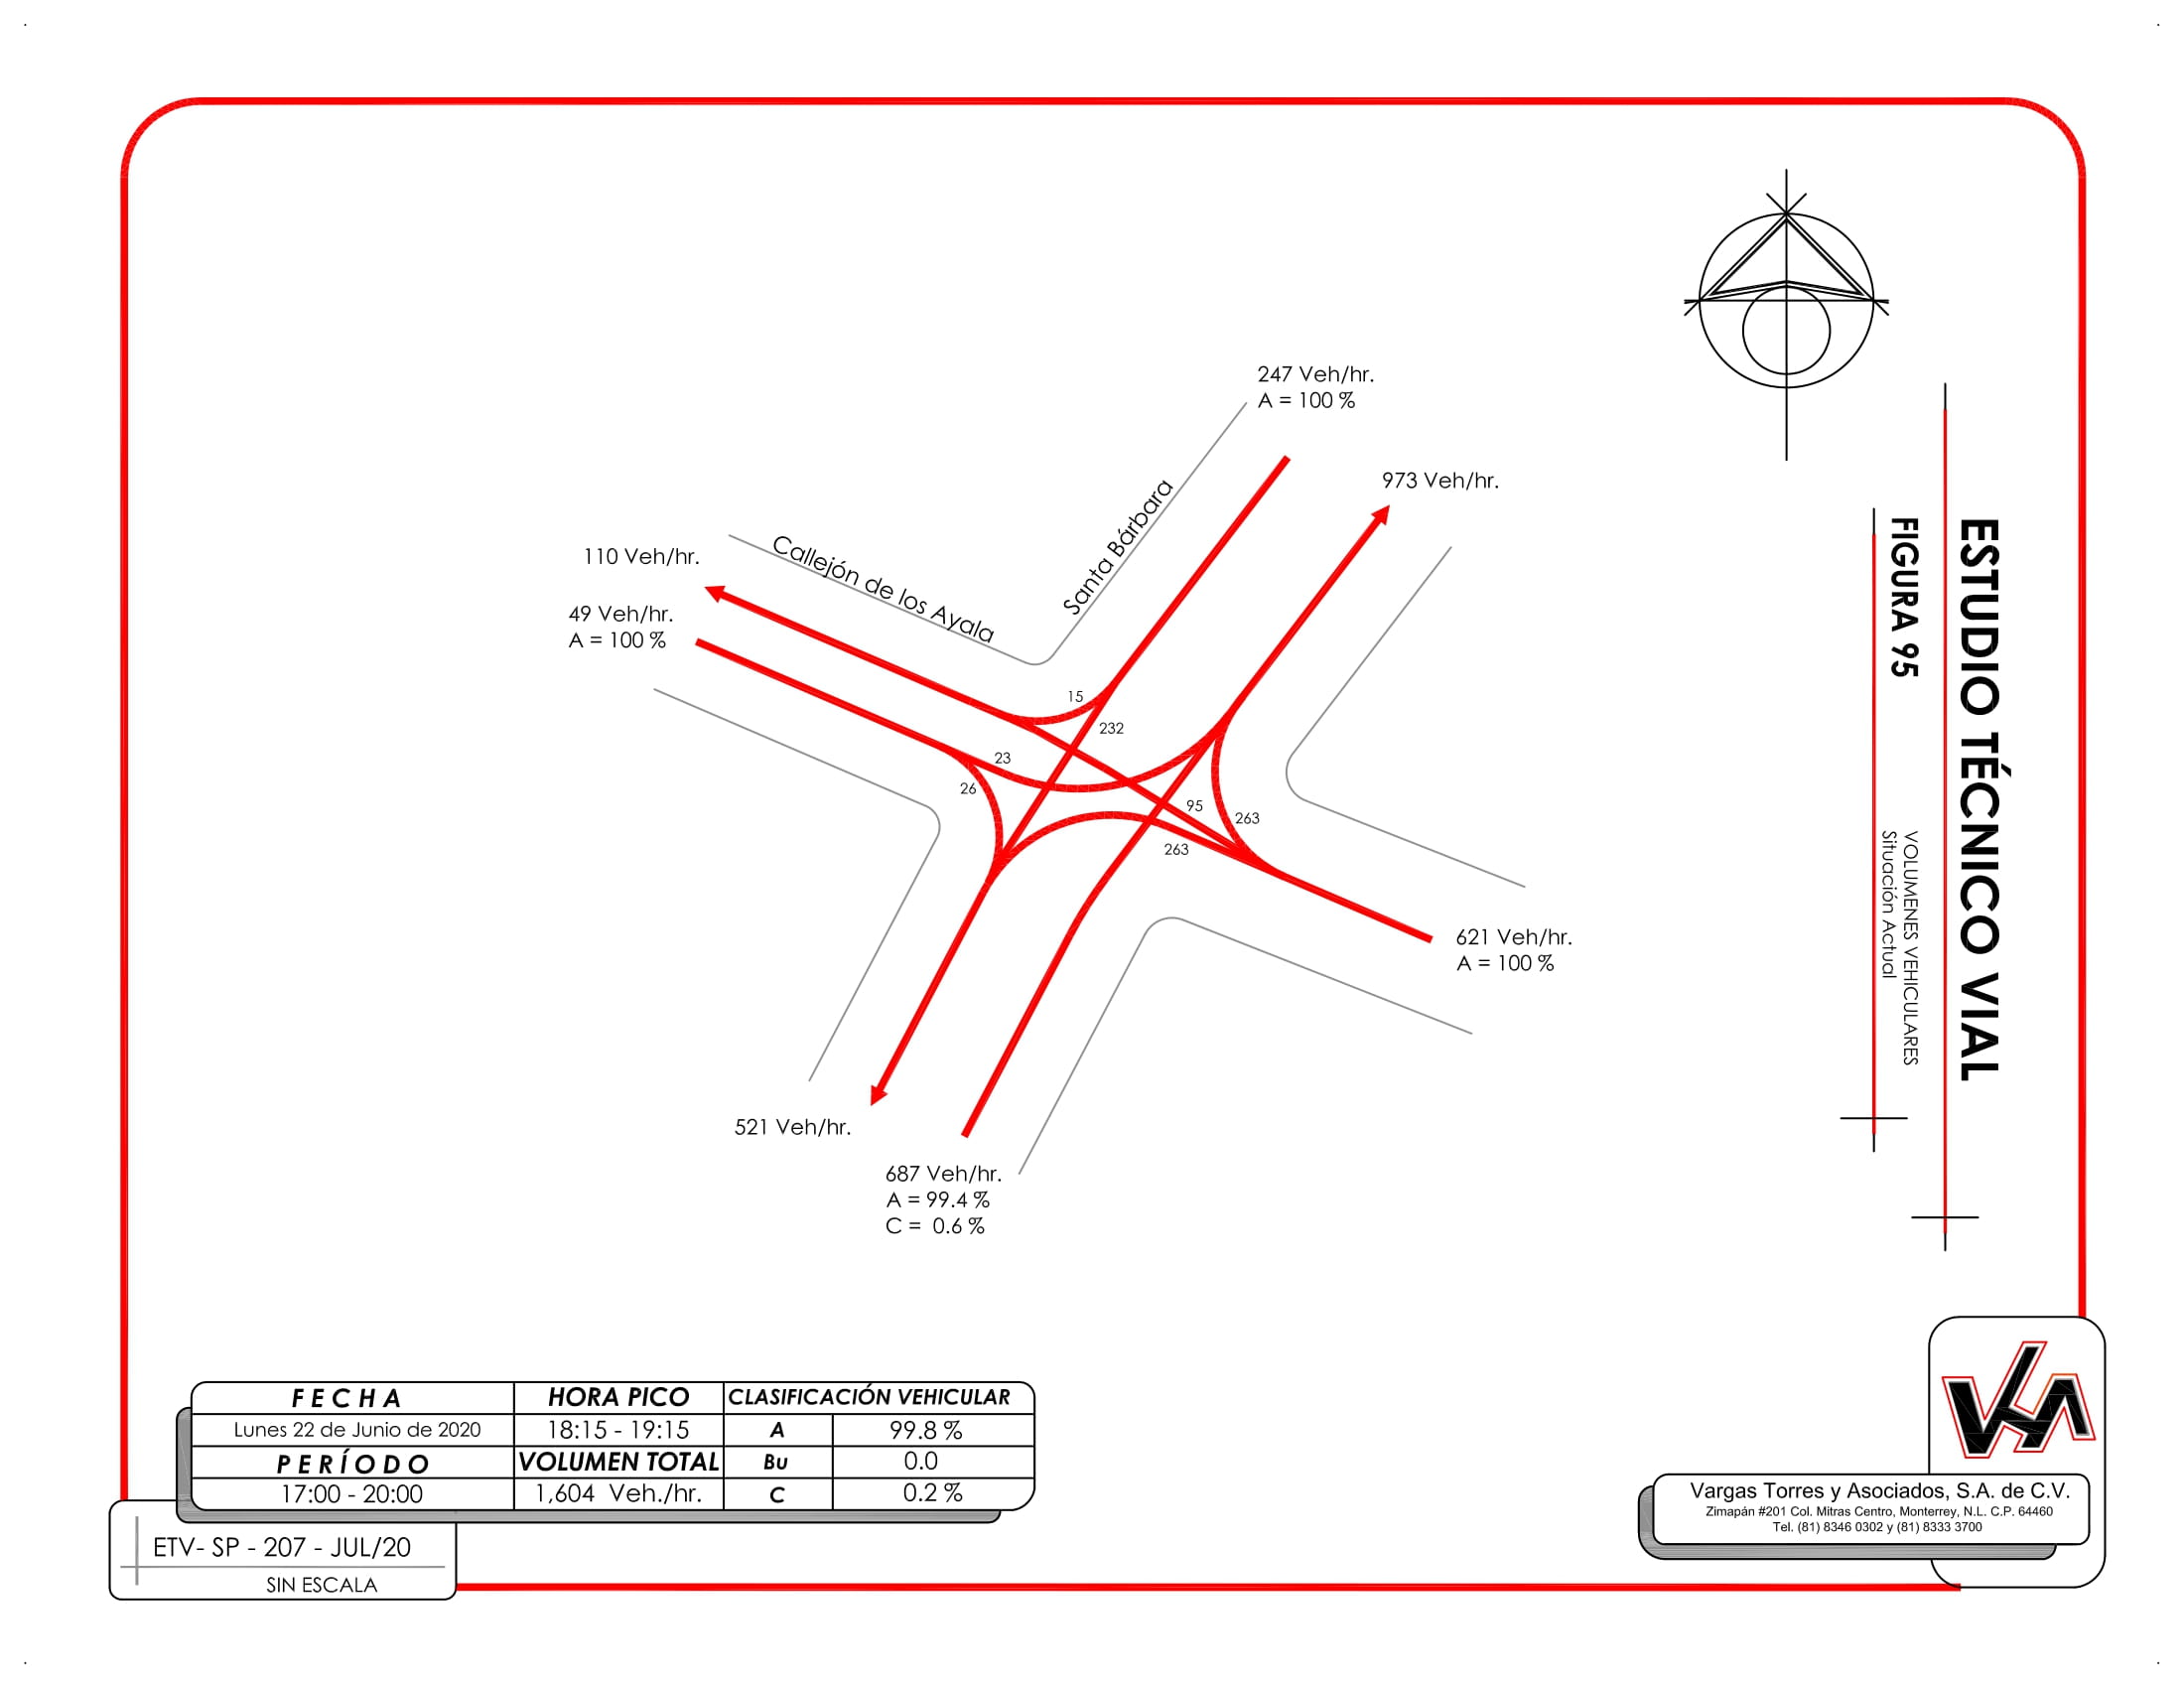 247 Veh/hr.
A = 100 %
973 Veh/hr.
Santa Bárbara
Callejón de los Ayala
110 Veh/hr.
49 Veh/hr.
A = 100 %
15
232
23
26
95
263
263
621 Veh/hr.
A = 100 %
521 Veh/hr.
687 Veh/hr.
A = 99.4 %
C = 0.6 %
ESTUDIO TÉCNICO VIAL
FIGURA 95
VOLUMENES VEHICULARES
Situación Actual
FECHA
HORA PICO
CLASIFICACIÓN VEHICULAR
Lunes 22 de Junio de 2020
18:15 - 19:15
A
99.8 %
PERÍODO
VOLUMEN TOTAL
Bu
0.0
17:00 - 20:00
1,604 Veh./hr.
C
0.2 %
ETV- SP - 207 - JUL/20
SIN ESCALA
VTA
Vargas Torres y Asociados, S.A. de C.V.
Zimapán #201 Col. Mitras Centro, Monterrey, N.L. C.P. 64460
Tel. (81) 8346 0302 y (81) 8333 3700